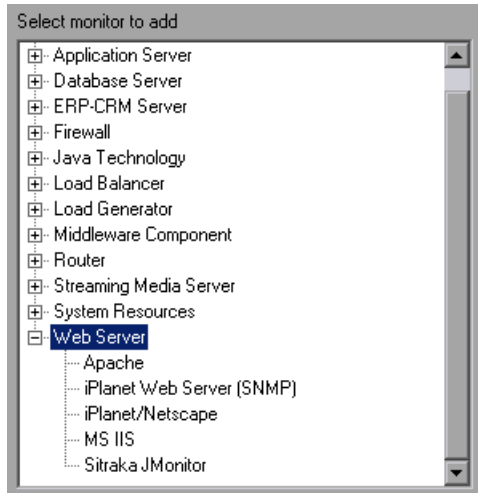 Select monitor to add
Application Server
Database Server
ERP-CRM Server
Firewall
Java Technology
Load Balancer
Load Generator
Middleware Component
Router
Streaming Media Server
System Resources
Web Server
Apache
iPlanet Web Server (SNMP)
iPlanet/Netscape
MS IIS
Sitraka JMonitor